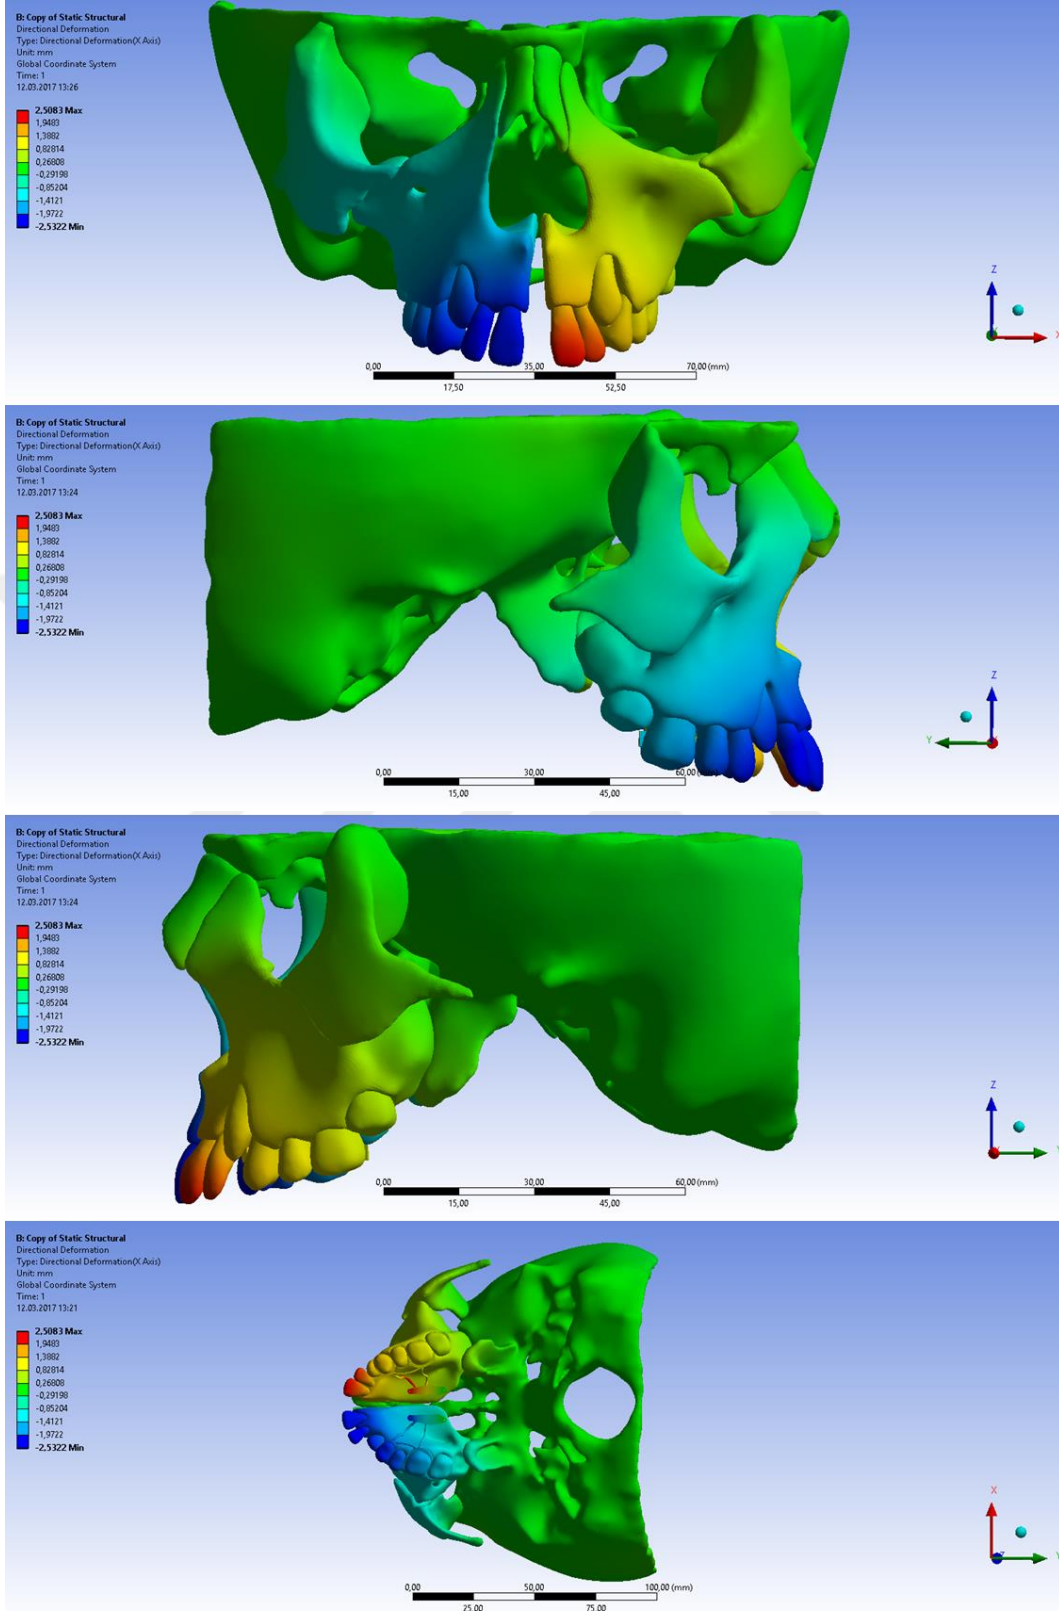 B: Copy of Static Structural
Directional Deformation
Type: Directional Deformation(X Axis)
Unit: mm
Global Coordinate System
Time: 1
12.03.2017 13:26
2,5083 Max
1,9483
1,3882
0,82814
0,26808
-0,29198
-0,85204
-1,4121
-1,9722
-2,5322 Min
Z
X
0,00 35,00 70,00 (mm)
17,50 52,50
B: Copy of Static Structural
Directional Deformation
Type: Directional Deformation(X Axis)
Unit: mm
Global Coordinate System
Time: 1
12.03.2017 13:24
2,5083 Max
1,9483
1,3882
0,82814
0,26808
-0,29198
-0,85204
-1,4121
-1,9722
-2,5322 Min
Z
Y
0,00 30,00 60,00
15,00 45,00
B: Copy of Static Structural
Directional Deformation
Type: Directional Deformation(X Axis)
Unit: mm
Global Coordinate System
Time: 1
12.03.2017 13:24
2,5083 Max
1,9483
1,3882
0,82814
0,26808
-0,29198
-0,85204
-1,4121
-1,9722
-2,5322 Min
Z
Y
0,00 30,00 60,00 (mm)
15,00 45,00
B: Copy of Static Structural
Directional Deformation
Type: Directional Deformation(X Axis)
Unit: mm
Global Coordinate System
Time: 1
12.03.2017 13:21
2,5083 Max
1,9483
1,3882
0,82814
0,26808
-0,29198
-0,85204
-1,4121
-1,9722
-2,5322 Min
X
Z
Y
0,00 50,00 100,00 (mm)
25,00 75,00